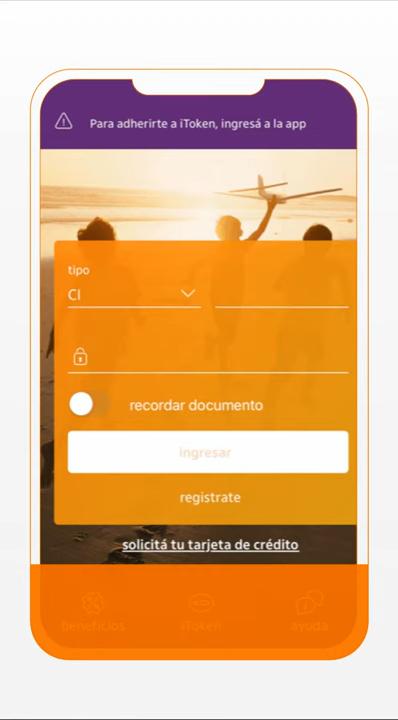 Para adherirte a iToken, ingresá a la app
tipo
CI
recordar documento
ingresar
registrate
solicitá tu tarjeta de crédito
beneficios
iToken
ayuda